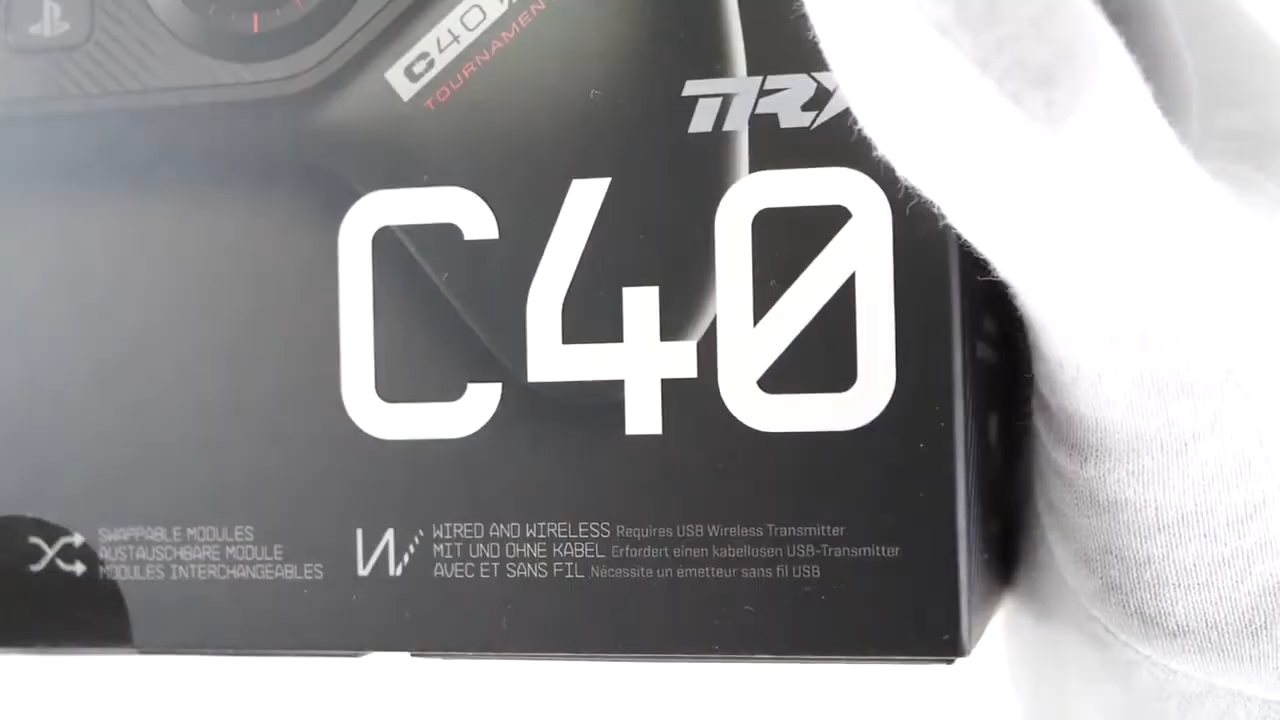 C40
TOURNAMEN
TR
C40
SWAPPABLE MODULES
AUSTAUSCHBARE MODULE
MODULES INTERCHANGEABLES
WIRED AND WIRELESS Requires USB Wireless Transmitter
MIT UND OHNE KABEL Erfordert einen kabellosen USB-Transmitter
AVEC ET SANS FIL Nécessite un émetteur sans fil USB